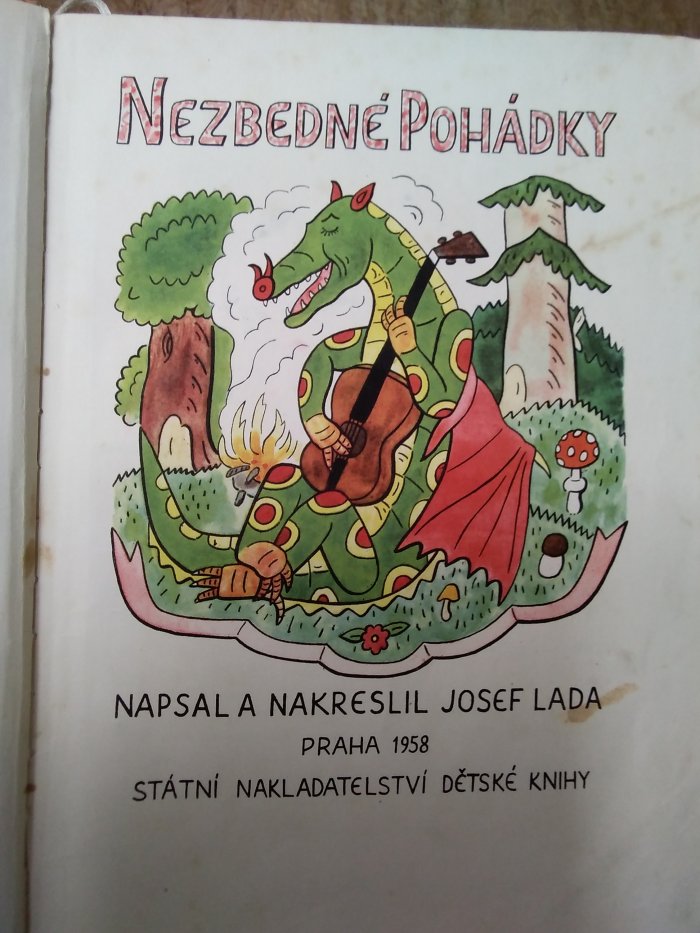 NEZBEDNÉ POHÁDKY
NAPSAL A NAKRESLIL JOSEF LADA
PRAHA 1958
STÁTNÍ NAKLADATELSTVÍ DĚTSKÉ KNIHY